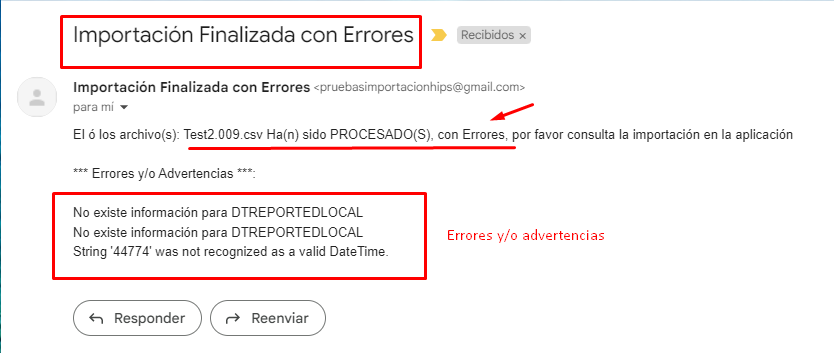 Importación Finalizada con Errores
Recibidos ×
Importación Finalizada con Errores <pruebasimportacionhips@gmail.com>
para mí
El ó los archivo(s): Test2.009.csv Ha(n) sido PROCESADO(S), con Errores, por favor consulta la importación en la aplicación
*** Errores y/o Advertencias ***:
No existe información para DTREPORTEDLOCAL
No existe información para DTREPORTEDLOCAL
String '44774' was not recognized as a valid DateTime.
Errores y/o advertencias
Responder
Reenviar